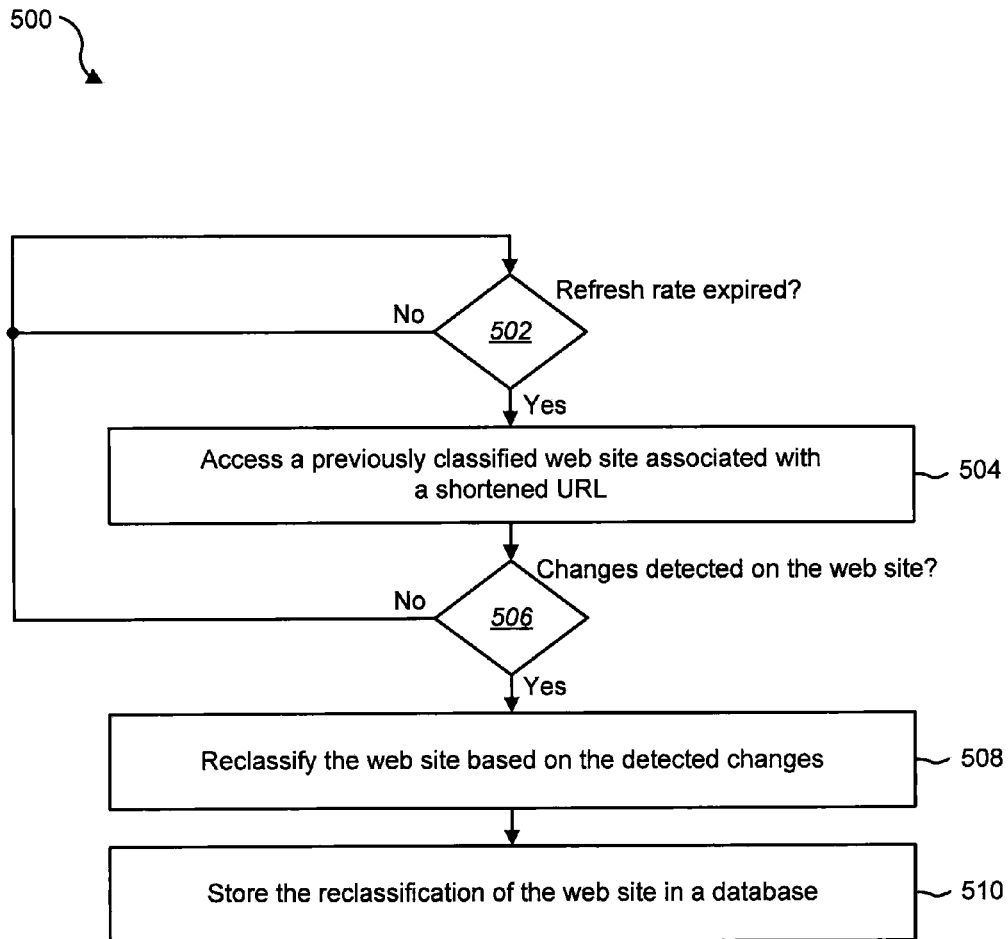 500
Refresh rate expired?
No
502
Yes
Access a previously classified web site associated with
a shortened URL
504
Changes detected on the web site?
No
506
Yes
Reclassify the web site based on the detected changes
508
Store the reclassification of the web site in a database
510